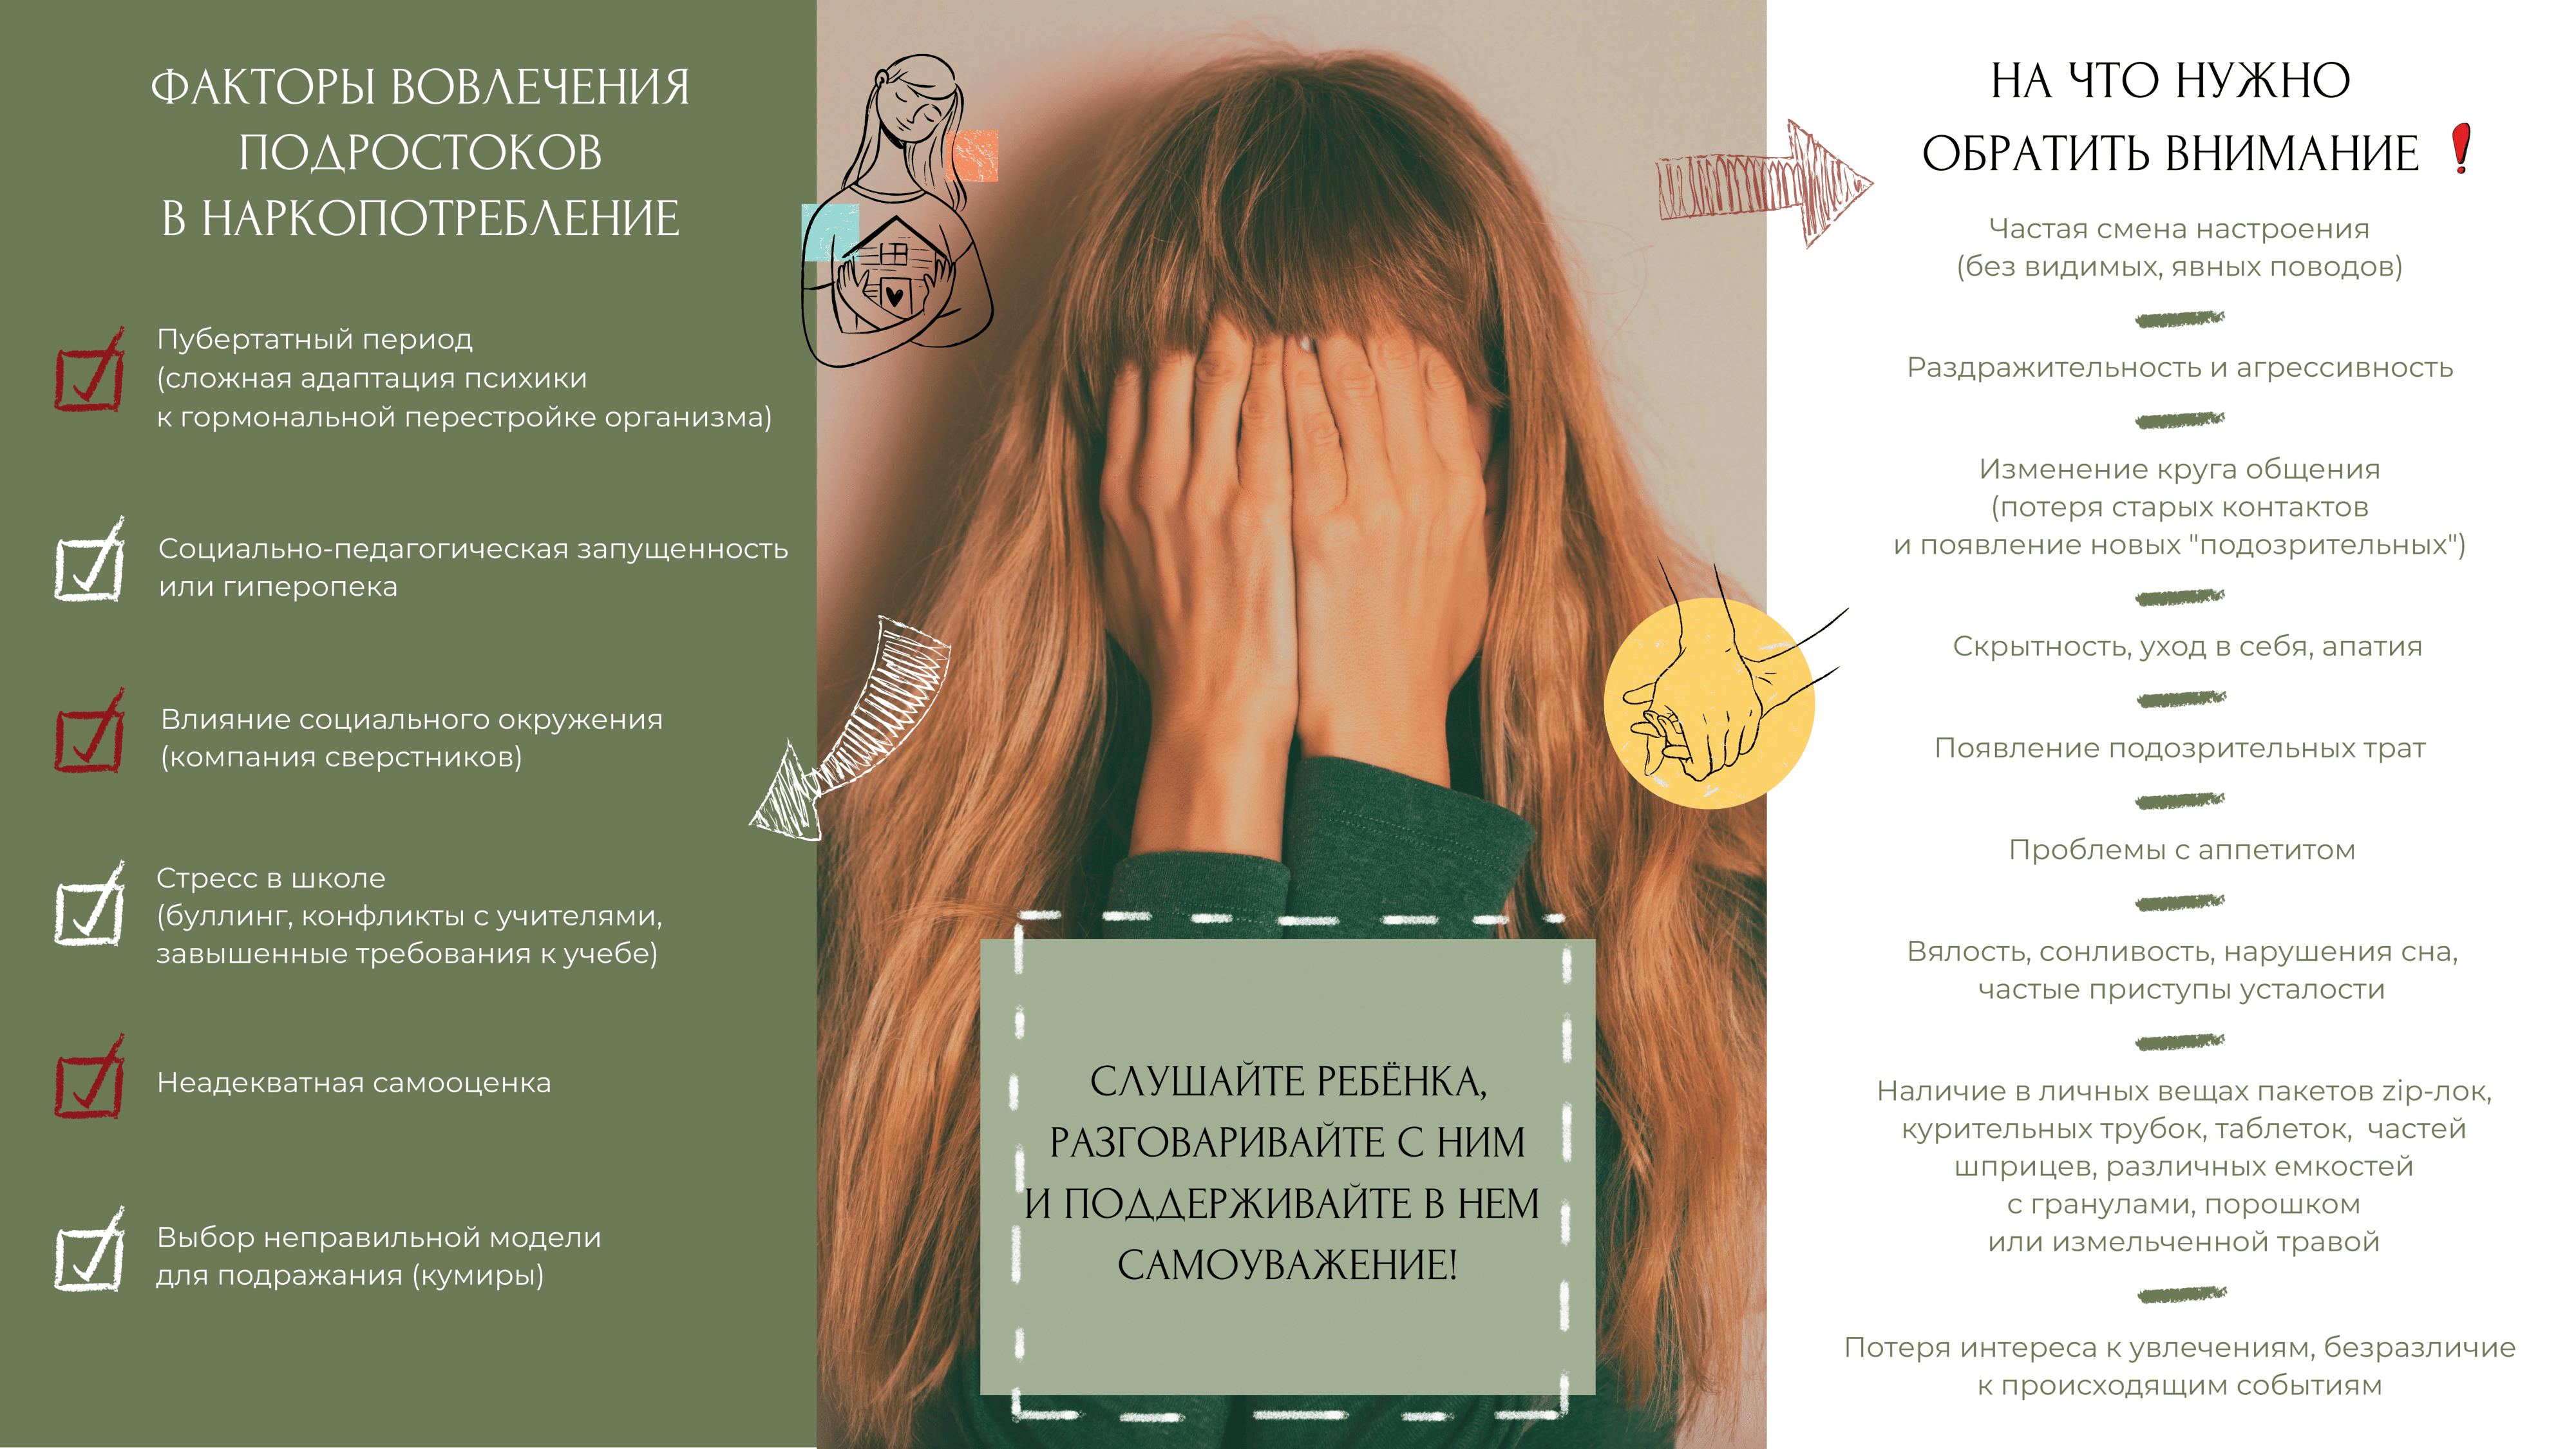 ФАКТОРЫ ВОВЛЕЧЕНИЯ
ПОДРОСТОКОВ
В НАРКОПОТРЕБЛЕНИЕ
Пубертатный период
(сложная адаптация психики
к гормональной перестройке организма)
Социально-педагогическая запущенность
или гиперопека
Влияние социального окружения
(компания сверстников)
Стресс в школе
(буллинг, конфликты с учителями,
завышенные требования к учебе)
Неадекватная самооценка
Выбор неправильной модели
для подражания (кумиры)
СЛУШАЙТЕ РЕБЁНКА,
РАЗГОВАРИВАЙТЕ С НИМ
И ПОДДЕРЖИВАЙТЕ В НЕМ
САМОУВАЖЕНИЕ!
НА ЧТО НУЖНО
ОБРАТИТЬ ВНИМАНИЕ ❗
Частая смена настроения
(без видимых, явных поводов)
Раздражительность и агрессивность
Изменение круга общения
(потеря старых контактов
и появление новых "подозрительных")
Скрытность, уход в себя, апатия
Появление подозрительных трат
Проблемы с аппетитом
Вялость, сонливость, нарушения сна,
частые приступы усталости
Наличие в личных вещах пакетов zip-лок,
курительных трубок, таблеток, частей
шприцев, различных емкостей
с гранулами, порошком
или измельченной травой
Потеря интереса к увлечениям, безразличие
к происходящим событиям